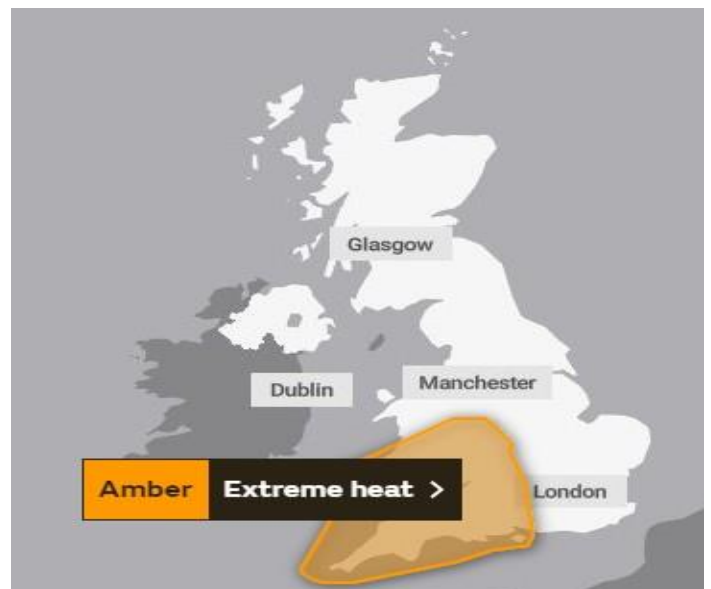 Glasgow
Dublin
Manchester
Amber Extreme heat >
London